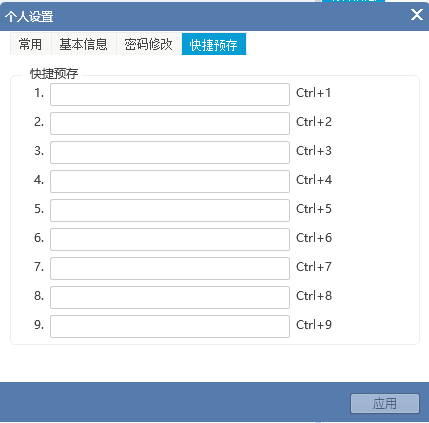 个人设置
常用 基本信息 密码修改 快捷预存
快捷预存
1. Ctrl+1
2. Ctrl+2
3. Ctrl+3
4. Ctrl+4
5. Ctrl+5
6. Ctrl+6
7. Ctrl+7
8. Ctrl+8
9. Ctrl+9
应用